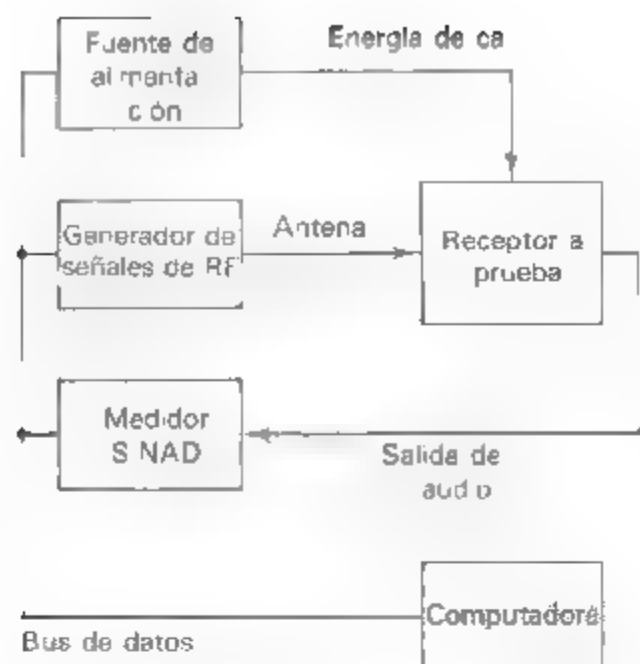 Fuente de
alimenta
ción
Energía de ca
Generador de
señales de RF
Antena
Receptor a
prueba
Medidor
SINAD
Salida de
audio
Computadora
Bus de datos